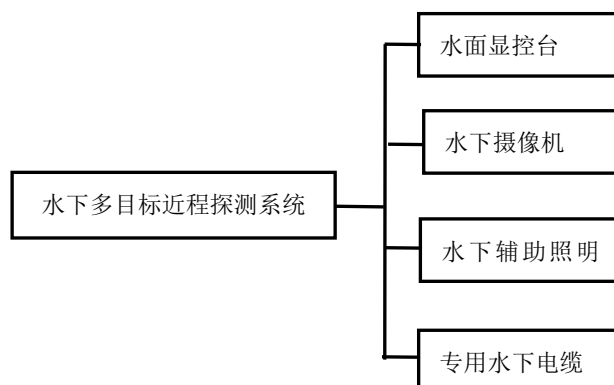 水面显控台
水下摄像机
水下多目标近程探测系统
水下辅助照明
专用水下电缆